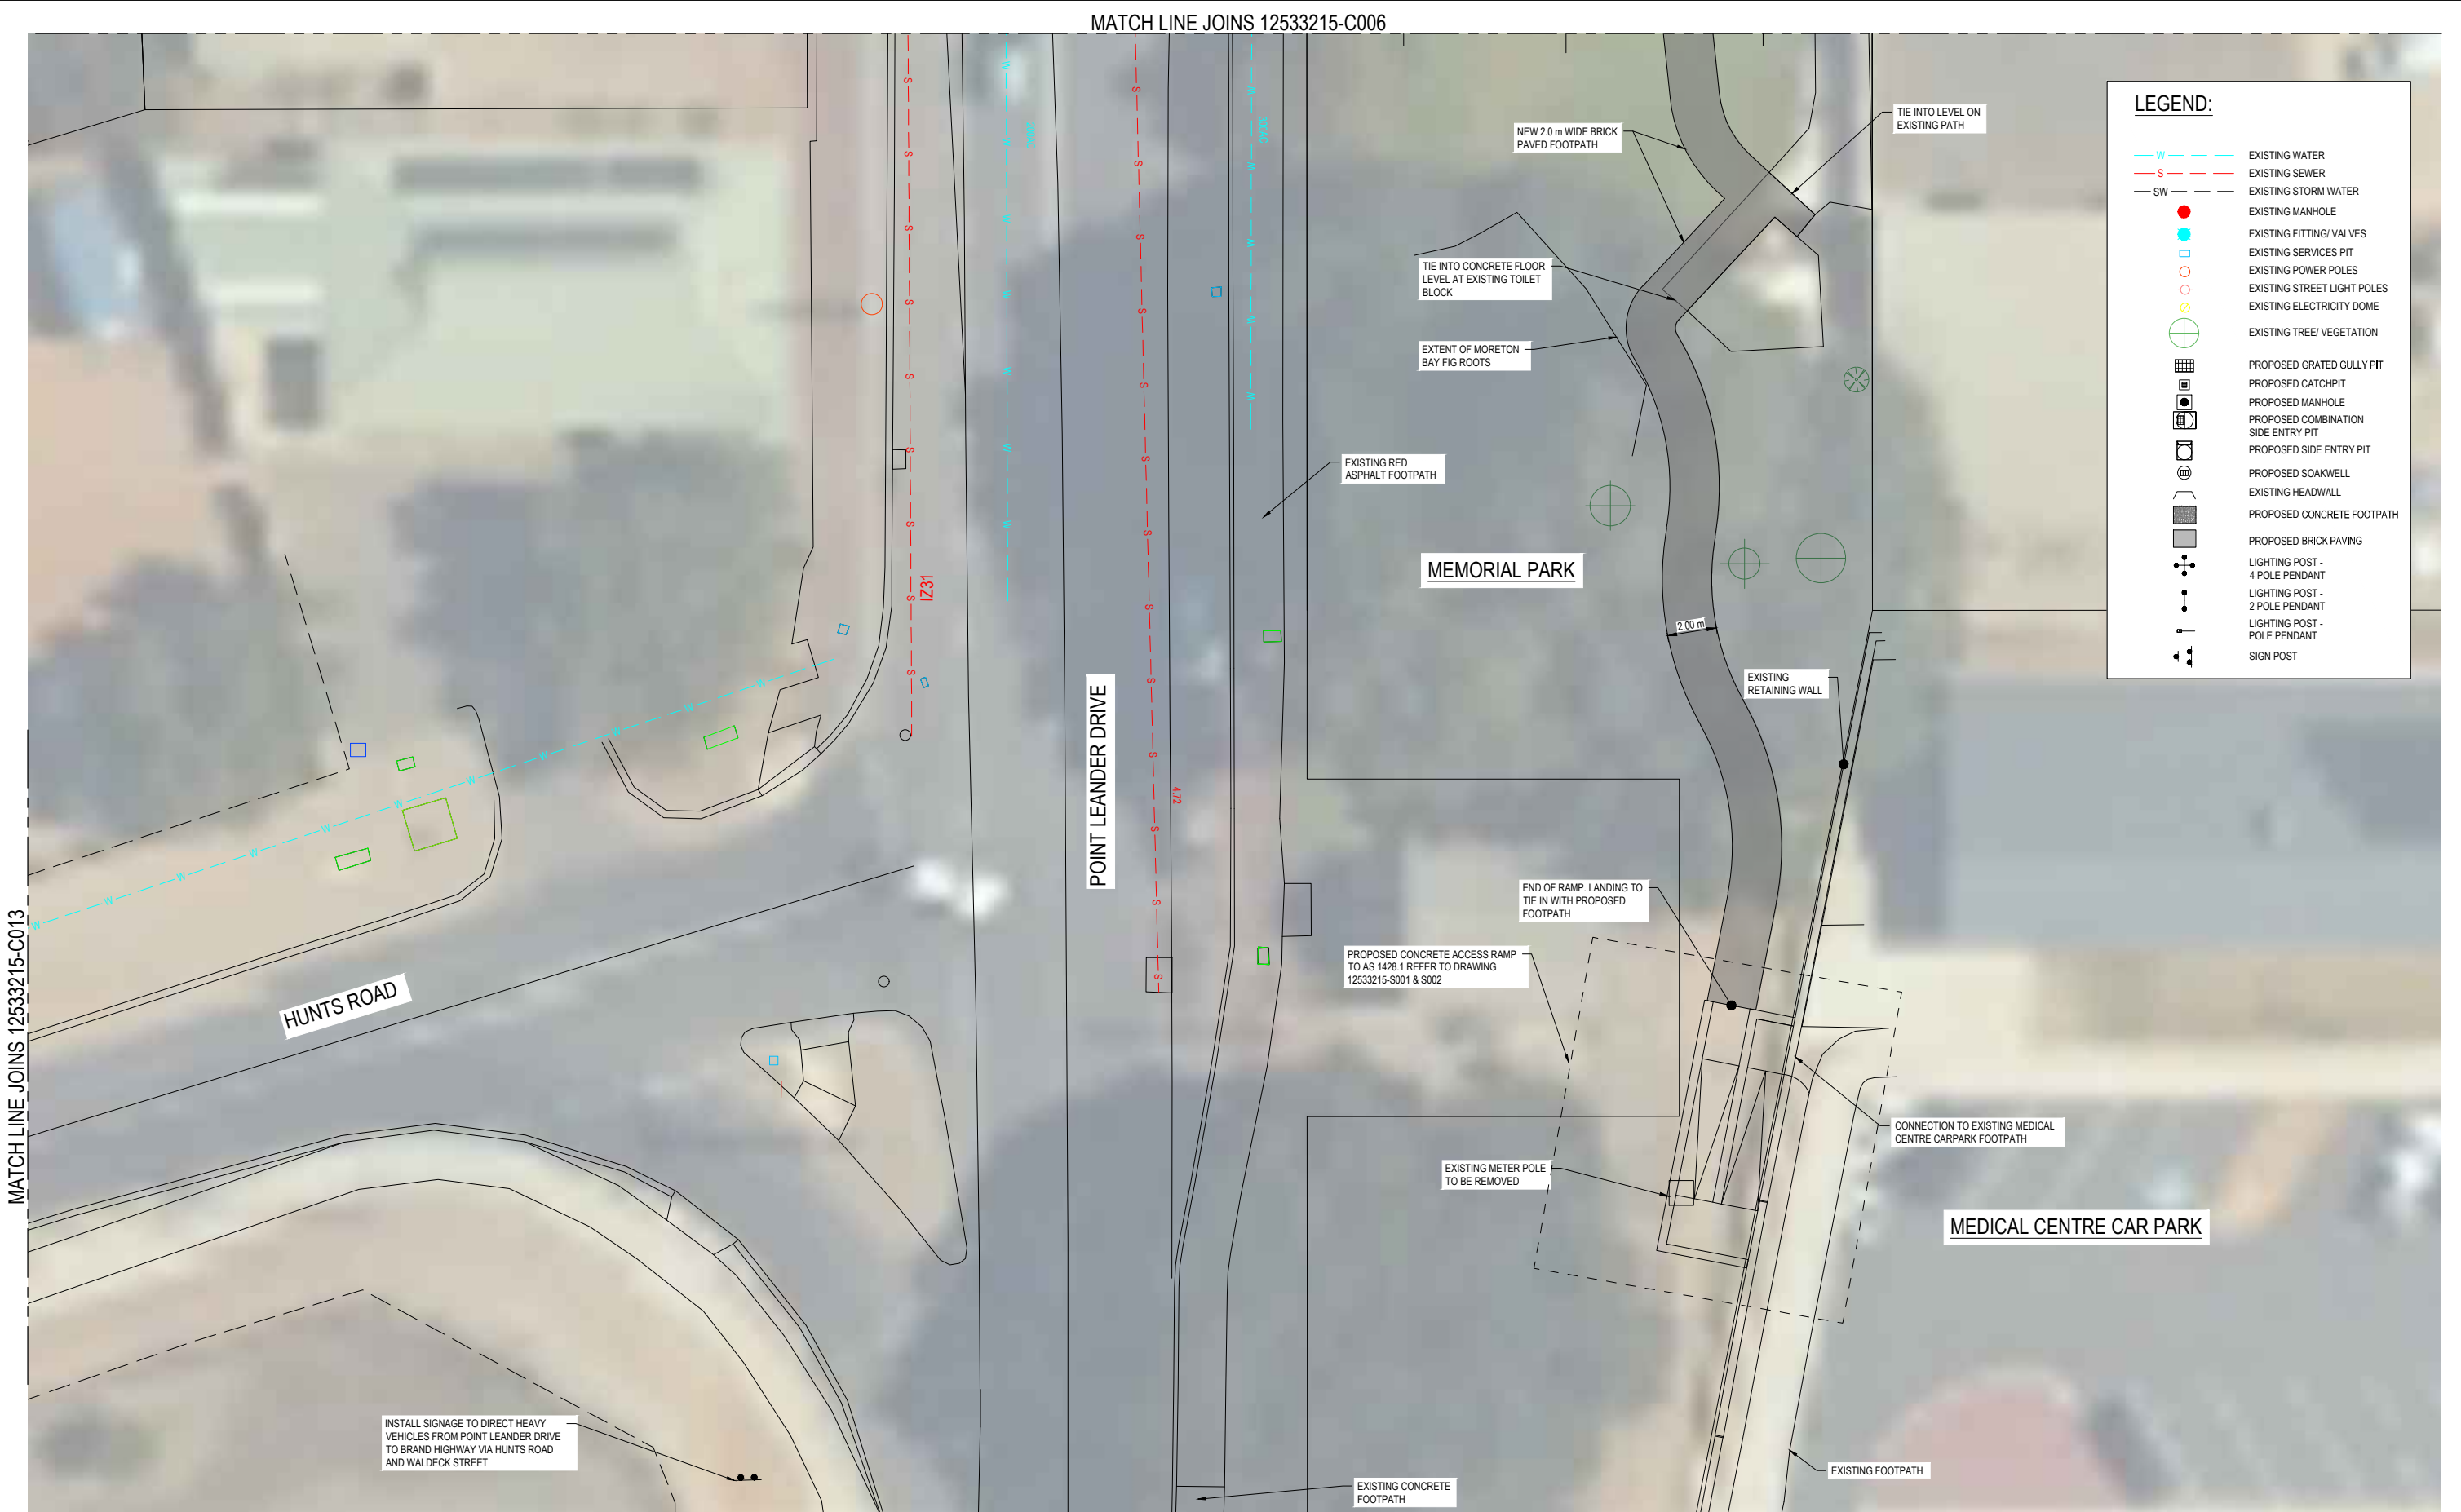 MATCH LINE JOINS 12533215-C006
LEGEND:
W
EXISTING WATER
S
EXISTING SEWER
SW
EXISTING STORM WATER
EXISTING MANHOLE
EXISTING FITTING/ VALVES
EXISTING SERVICES PIT
EXISTING POWER POLES
EXISTING STREET LIGHT POLES
EXISTING ELECTRICITY DOME
EXISTING TREE/ VEGETATION
PROPOSED GRATED GULLY PIT
PROPOSED CATCHPIT
PROPOSED MANHOLE
PROPOSED COMBINATION
SIDE ENTRY PIT
PROPOSED SIDE ENTRY PIT
PROPOSED SOAKWELL
EXISTING HEADWALL
PROPOSED CONCRETE FOOTPATH
PROPOSED BRICK PAVING
LIGHTING POST -
4 POLE PENDANT
LIGHTING POST -
2 POLE PENDANT
LIGHTING POST -
POLE PENDANT
SIGN POST
TIE INTO LEVEL ON
EXISTING PATH
NEW 2.0 m WIDE BRICK
PAVED FOOTPATH
TIE INTO CONCRETE FLOOR
LEVEL AT EXISTING TOILET
BLOCK
EXTENT OF MORETON
BAY FIG ROOTS
EXISTING RED
ASPHALT FOOTPATH
MEMORIAL PARK
IZ31
2.00 m
EXISTING
RETAINING WALL
POINT LEANDER DRIVE
4.72
END OF RAMP. LANDING TO
TIE IN WITH PROPOSED
FOOTPATH
PROPOSED CONCRETE ACCESS RAMP
TO AS 1428.1 REFER TO DRAWING
12533215-S001 & S002
HUNTS ROAD
MATCH LINE JOINS 12533215-C013
CONNECTION TO EXISTING MEDICAL
CENTRE CARPARK FOOTPATH
EXISTING METER POLE
TO BE REMOVED
MEDICAL CENTRE CAR PARK
INSTALL SIGNAGE TO DIRECT HEAVY
VEHICLES FROM POINT LEANDER DRIVE
TO BRAND HIGHWAY VIA HUNTS ROAD
AND WALDECK STREET
EXISTING FOOTPATH
EXISTING CONCRETE
FOOTPATH